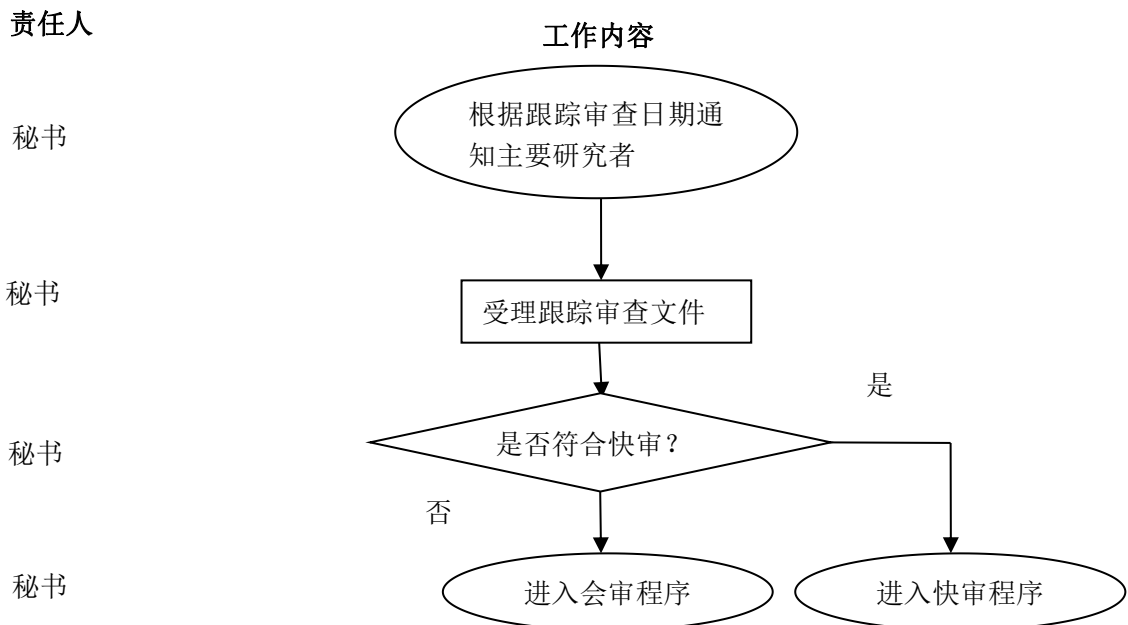 责任人
工作内容
秘书
根据跟踪审查日期通
知主要研究者
秘书
受理跟踪审查文件
是
秘书
是否符合快审？
否
秘书
进入会审程序
进入快审程序